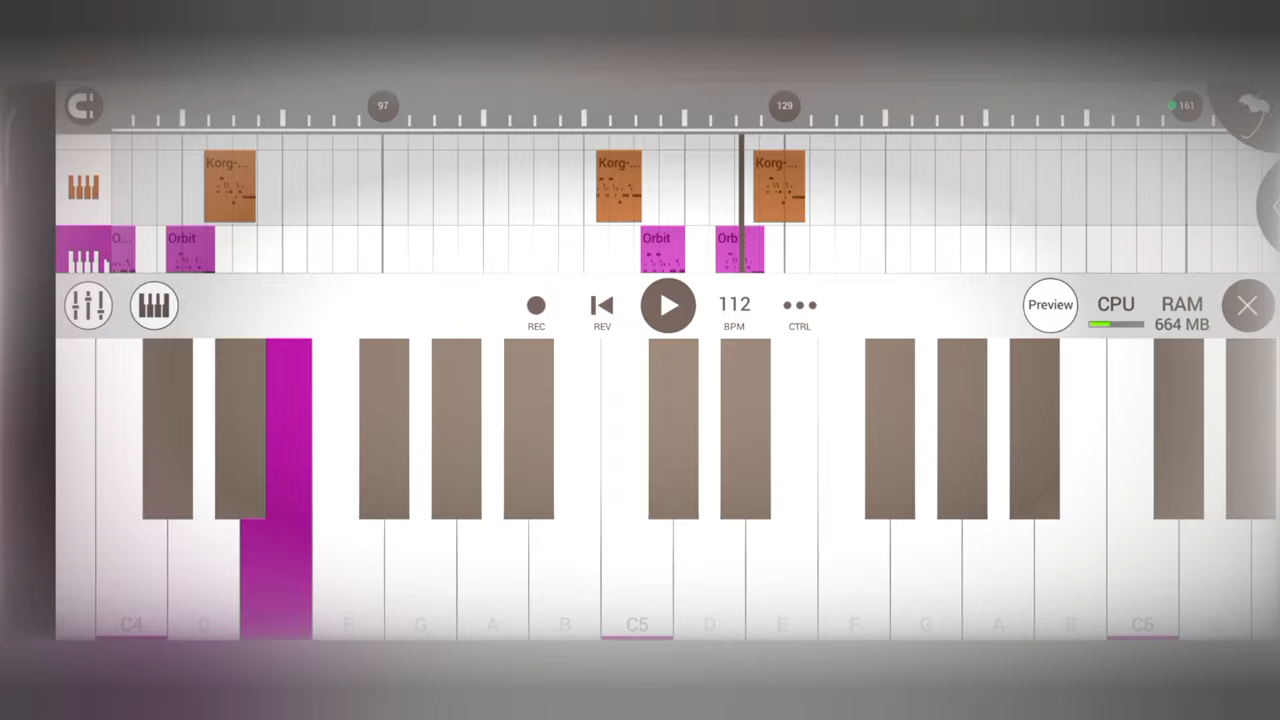 97
129
161
Korg-...
Korg-...
Korg-...
O...
Orbit
Orbit
Orb
REC
REV
112
BPM
CTRL
Preview
CPU
RAM
664 MB
C4
D
F
G
A
B
C5
D
E
F
G
A
B
C6